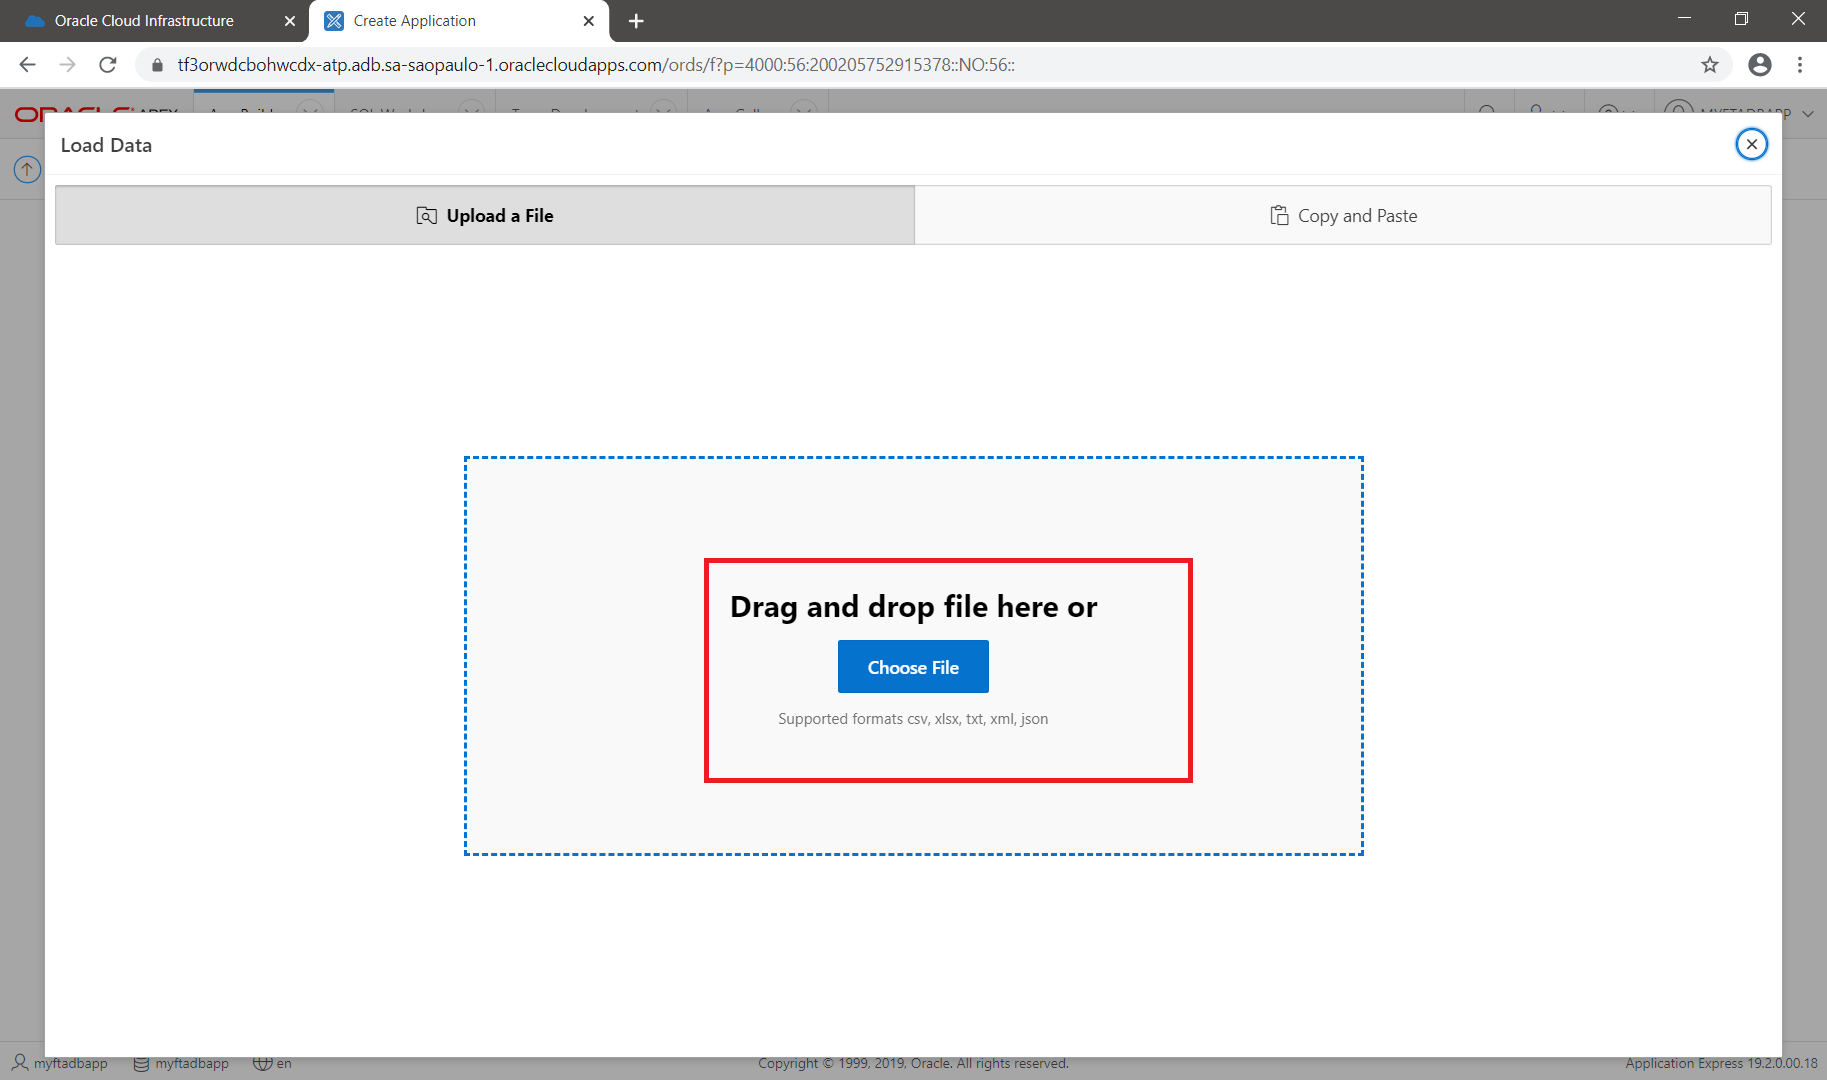 Oracle Cloud Infrastructure
Create Application
tf3orwdcbohwcdx-atp.adb.sa-saopaulo-1.oraclecloudapps.com/ords/f?p=4000:56:200205752915378::NO:56::
Load Data
Upload a File
Copy and Paste
Drag and drop file here or
Choose File
Supported formats csv, xlsx, txt, xml, json
myftadbapp
myftadbapp
en
Copyright © 1999, 2019, Oracle. All rights reserved.
Application Express 19.2.0.00.18